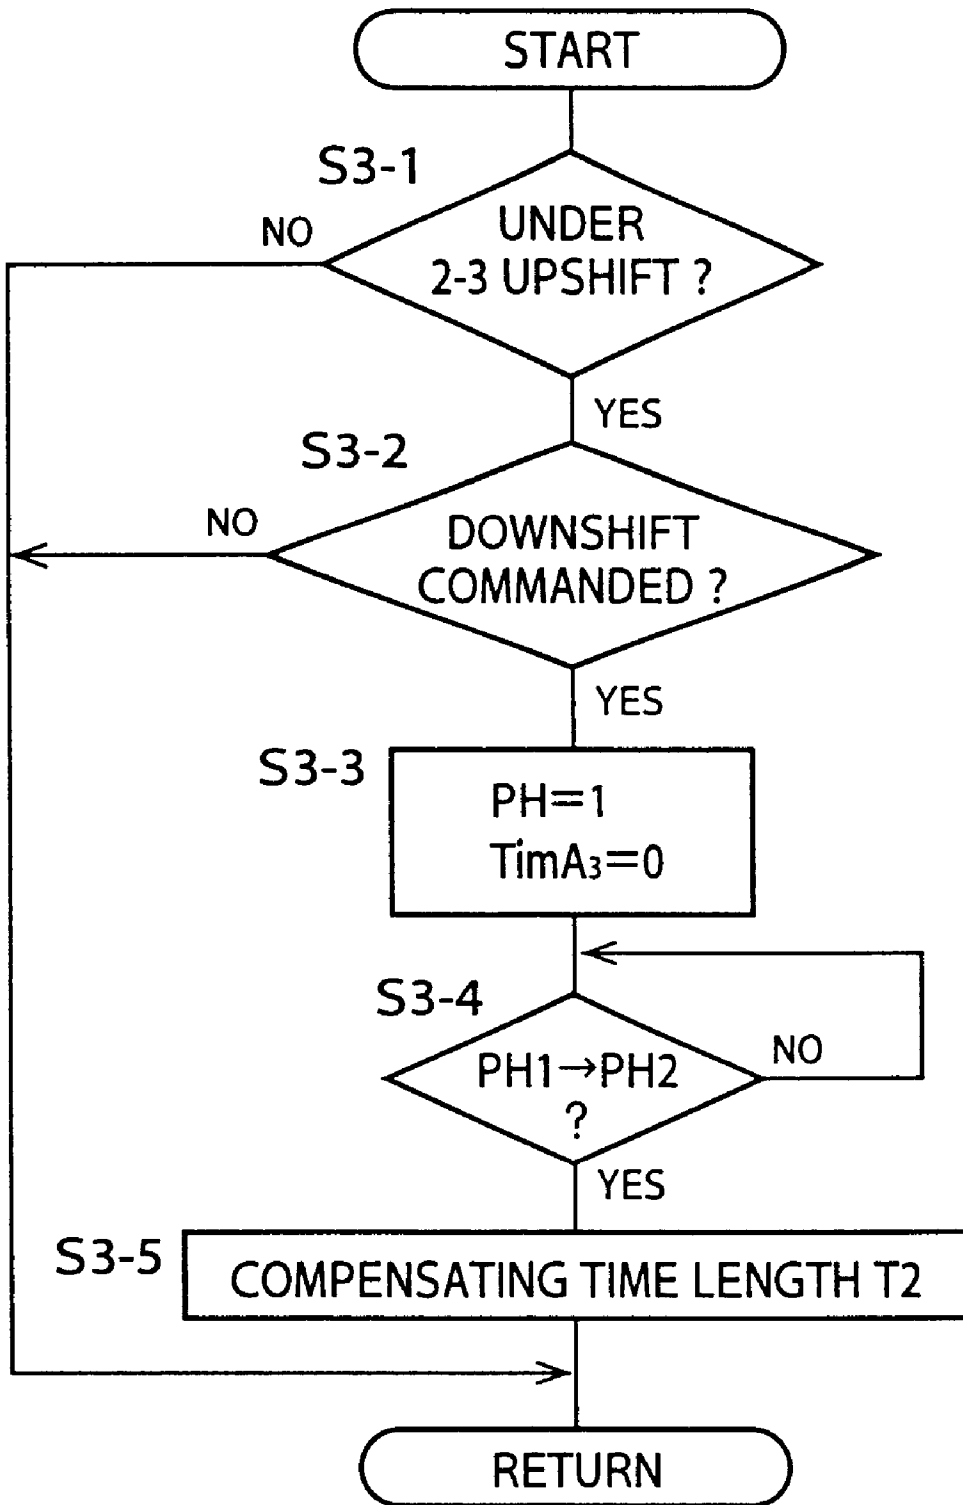 START
S3-1
UNDER
2-3 UPSHIFT ?
NO
YES
S3-2
DOWNSHIFT
COMMANDED ?
NO
YES
S3-3
PH=1
TimA₃=0
S3-4
PH1→PH2
?
NO
YES
S3-5
COMPENSATING TIME LENGTH T2
RETURN